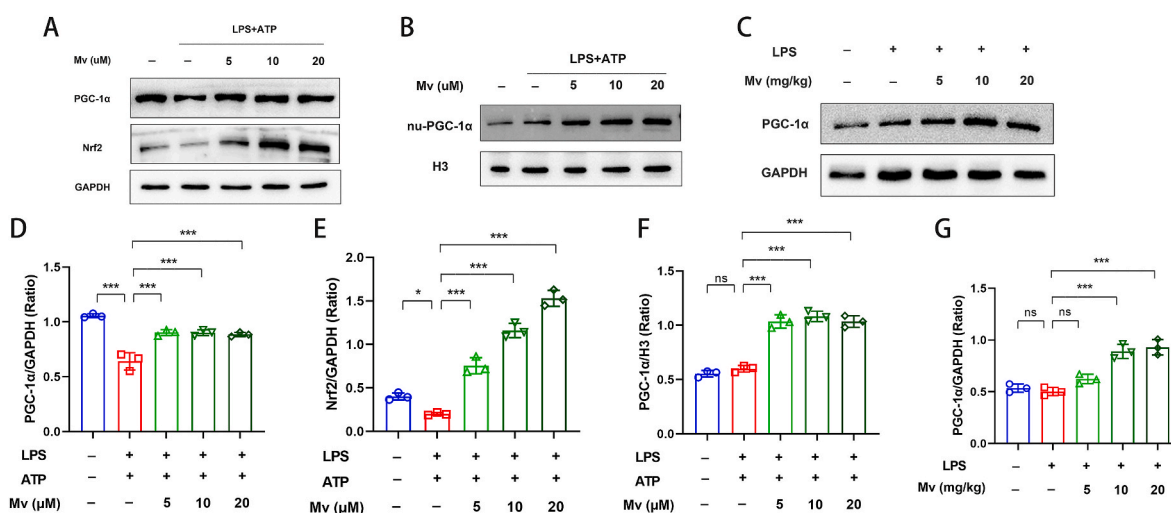 A
LPS+ATP
Mv (uM) – – 5 10 20
PGC-1α
Nrf2
GAPDH
B
LPS+ATP
Mv (uM) – – 5 10 20
nu-PGC-1α
H3
C
LPS – + + + +
Mv (mg/kg) – – 5 10 20
PGC-1α
GAPDH
D
PGC-1α/GAPDH (Ratio)
1.5
1.0
0.5
0.0
***
***
*** ***
LPS – + + + +
ATP – + + + +
Mv (μM) – – 5 10 20
E
Nrf2/GAPDH (Ratio)
2.0
1.5
1.0
0.5
0.0
***
***
* ***
LPS – + + + +
ATP – + + + +
Mv (μM) – – 5 10 20
F
PGC-1α/H3 (Ratio)
1.5
1.0
0.5
0.0
***
***
ns ***
LPS – + + + +
ATP – + + + +
Mv (μM) – – 5 10 20
G
PGC-1α/GAPDH (Ratio)
1.5
1.0
0.5
0.0
***
***
ns ns
LPS – + + + +
Mv (mg/kg) – – 5 10 20